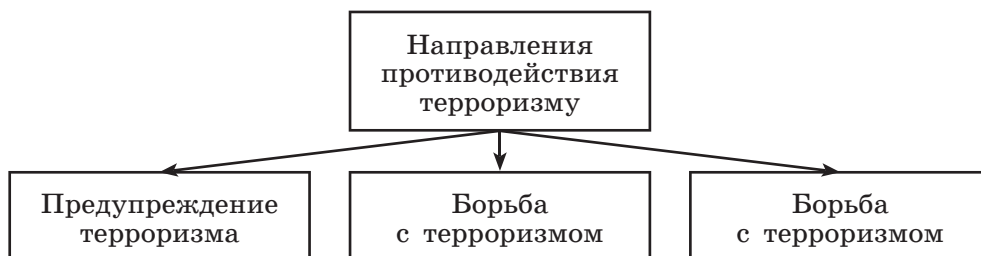 Направления
противодействия
терроризму
Предупреждение
терроризма
Борьба
с терроризмом
Борьба
с терроризмом